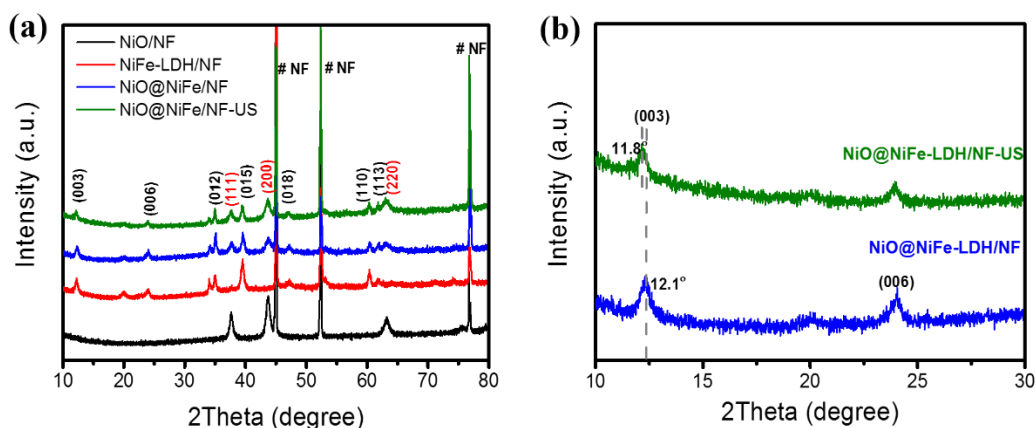 (a)
NiO/NF
NiFe-LDH/NF
NiO@NiFe/NF
NiO@NiFe/NF-US
# NF
# NF
# NF
(003)
(006)
(012)
(111)
(015)
(200)
(018)
(110)
(113)
(220)
Intensity (a.u.)
10 20 30 40 50 60 70 80
2Theta (degree)
(b)
(003)
11.8°
NiO@NiFe-LDH/NF-US
12.1°
(006)
NiO@NiFe-LDH/NF
Intensity (a.u.)
10 15 20 25 30
2Theta (degree)